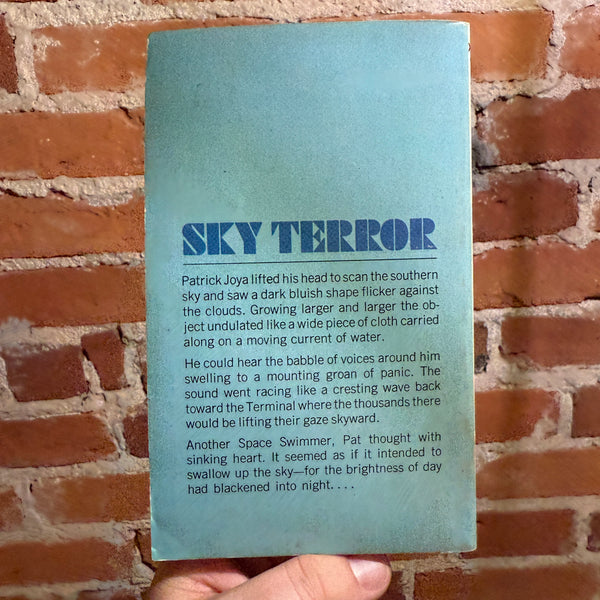 SKY TERROR
Patrick Joya lifted his head to scan the southern
sky and saw a dark bluish shape flicker against
the clouds. Growing larger and larger the ob-
ject undulated like a wide piece of cloth carried
along on a moving current of water.
He could hear the babble of voices around him
swelling to a mounting groan of panic. The
sound went racing like a cresting wave back
toward the Terminal where the thousands there
would be lifting their gaze skyward.
Another Space Swimmer, Pat thought with
sinking heart. It seemed as if it intended to
swallow up the sky—for the brightness of day
had blackened into night. . . .